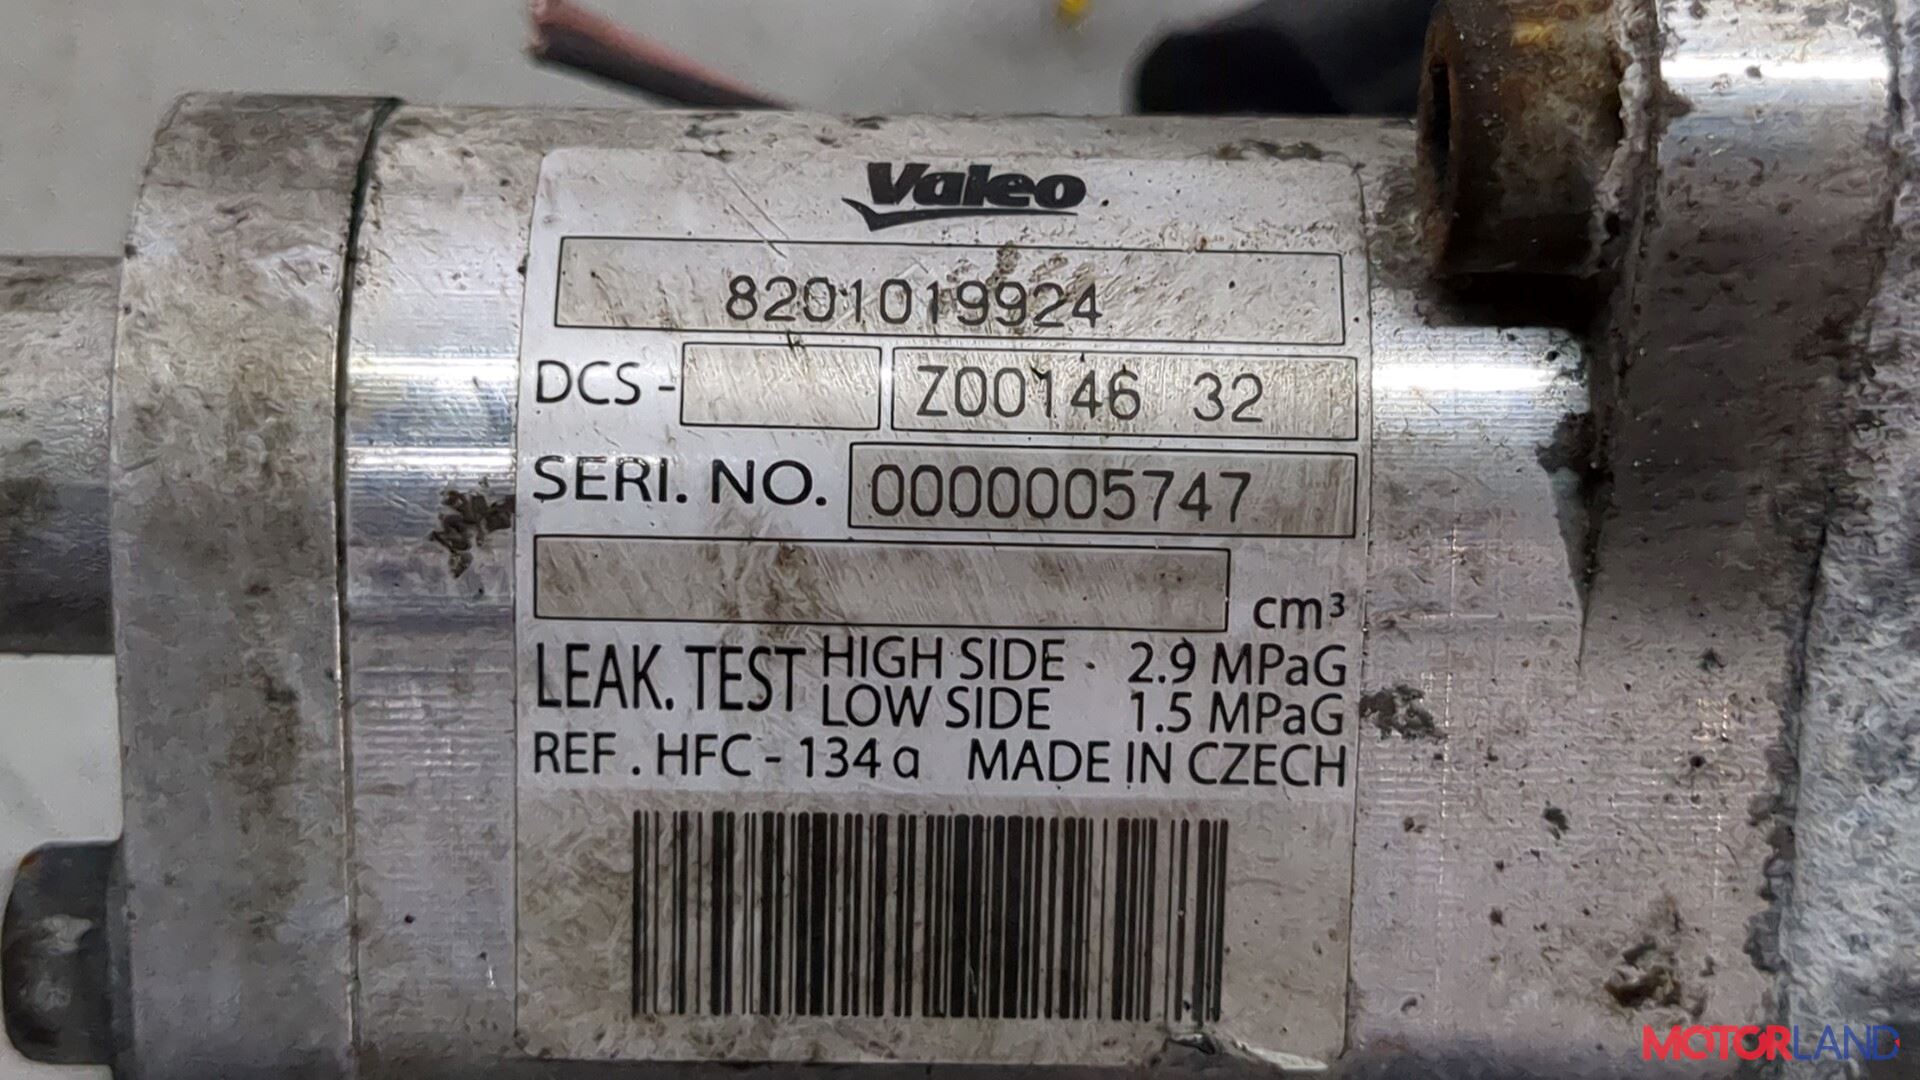 Valeo
8201019924
DCS - Z00146 32
SERI. NO. 0000005747
cm³
LEAK. TEST HIGH SIDE · 2.9 MPaG
LOW SIDE 1.5 MPaG
REF. HFC - 134a MADE IN CZECH
MOTORLAND